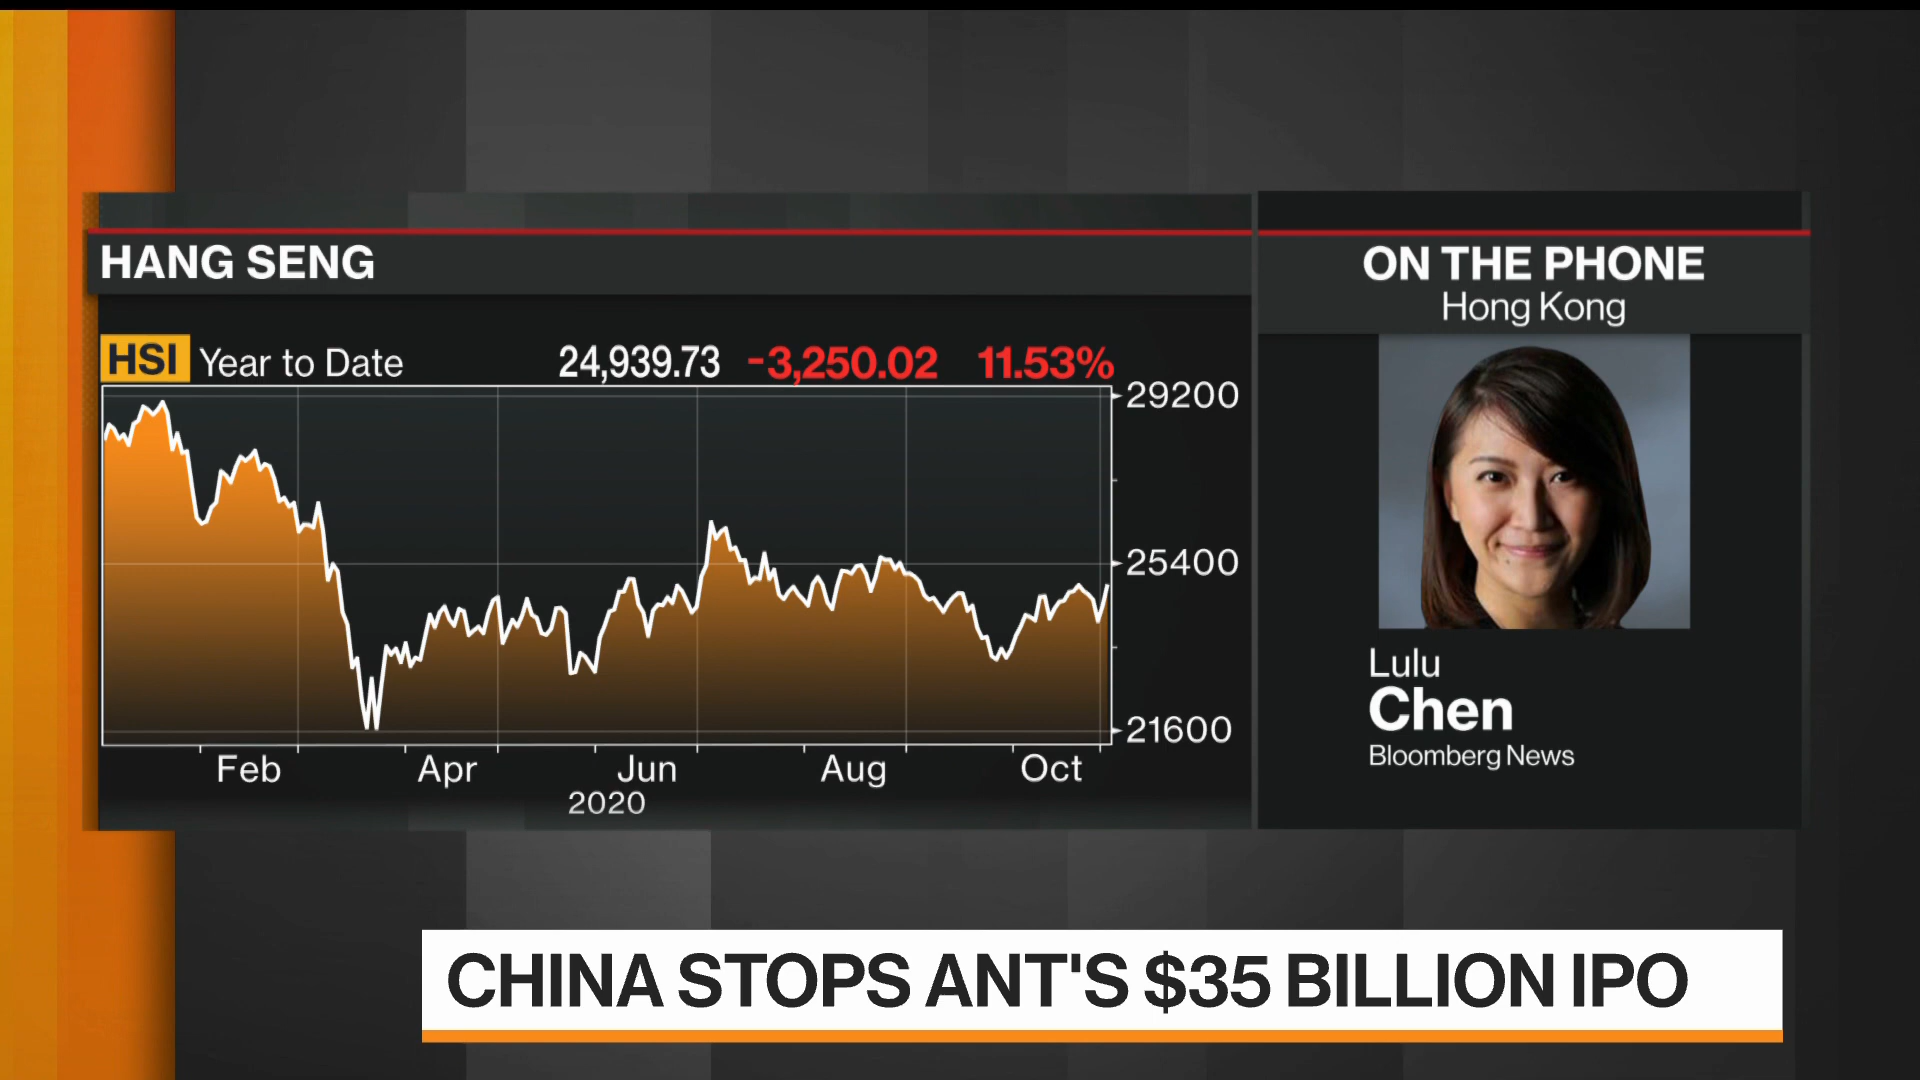 HANG SENG
HSI Year to Date 24,939.73 -3,250.02 11.53%
29200
25400
21600
Feb Apr Jun Aug Oct
2020
ON THE PHONE
Hong Kong
Lulu
Chen
Bloomberg News
CHINA STOPS ANT'S $35 BILLION IPO